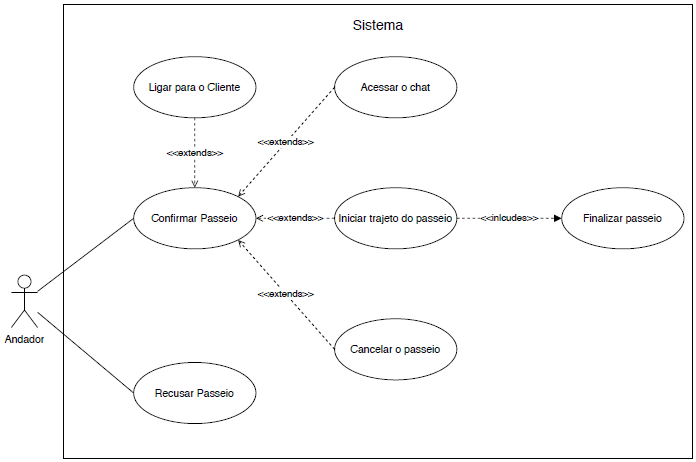 Sistema
Ligar para o Cliente
Acessar o chat
<<extends>>
<<extends>>
Confirmar Passeio
<<extends>>
Iniciar trajeto do passeio
<<inlcudes>>
Finalizar passeio
<<extends>>
Andador
Cancelar o passeio
Recusar Passeio